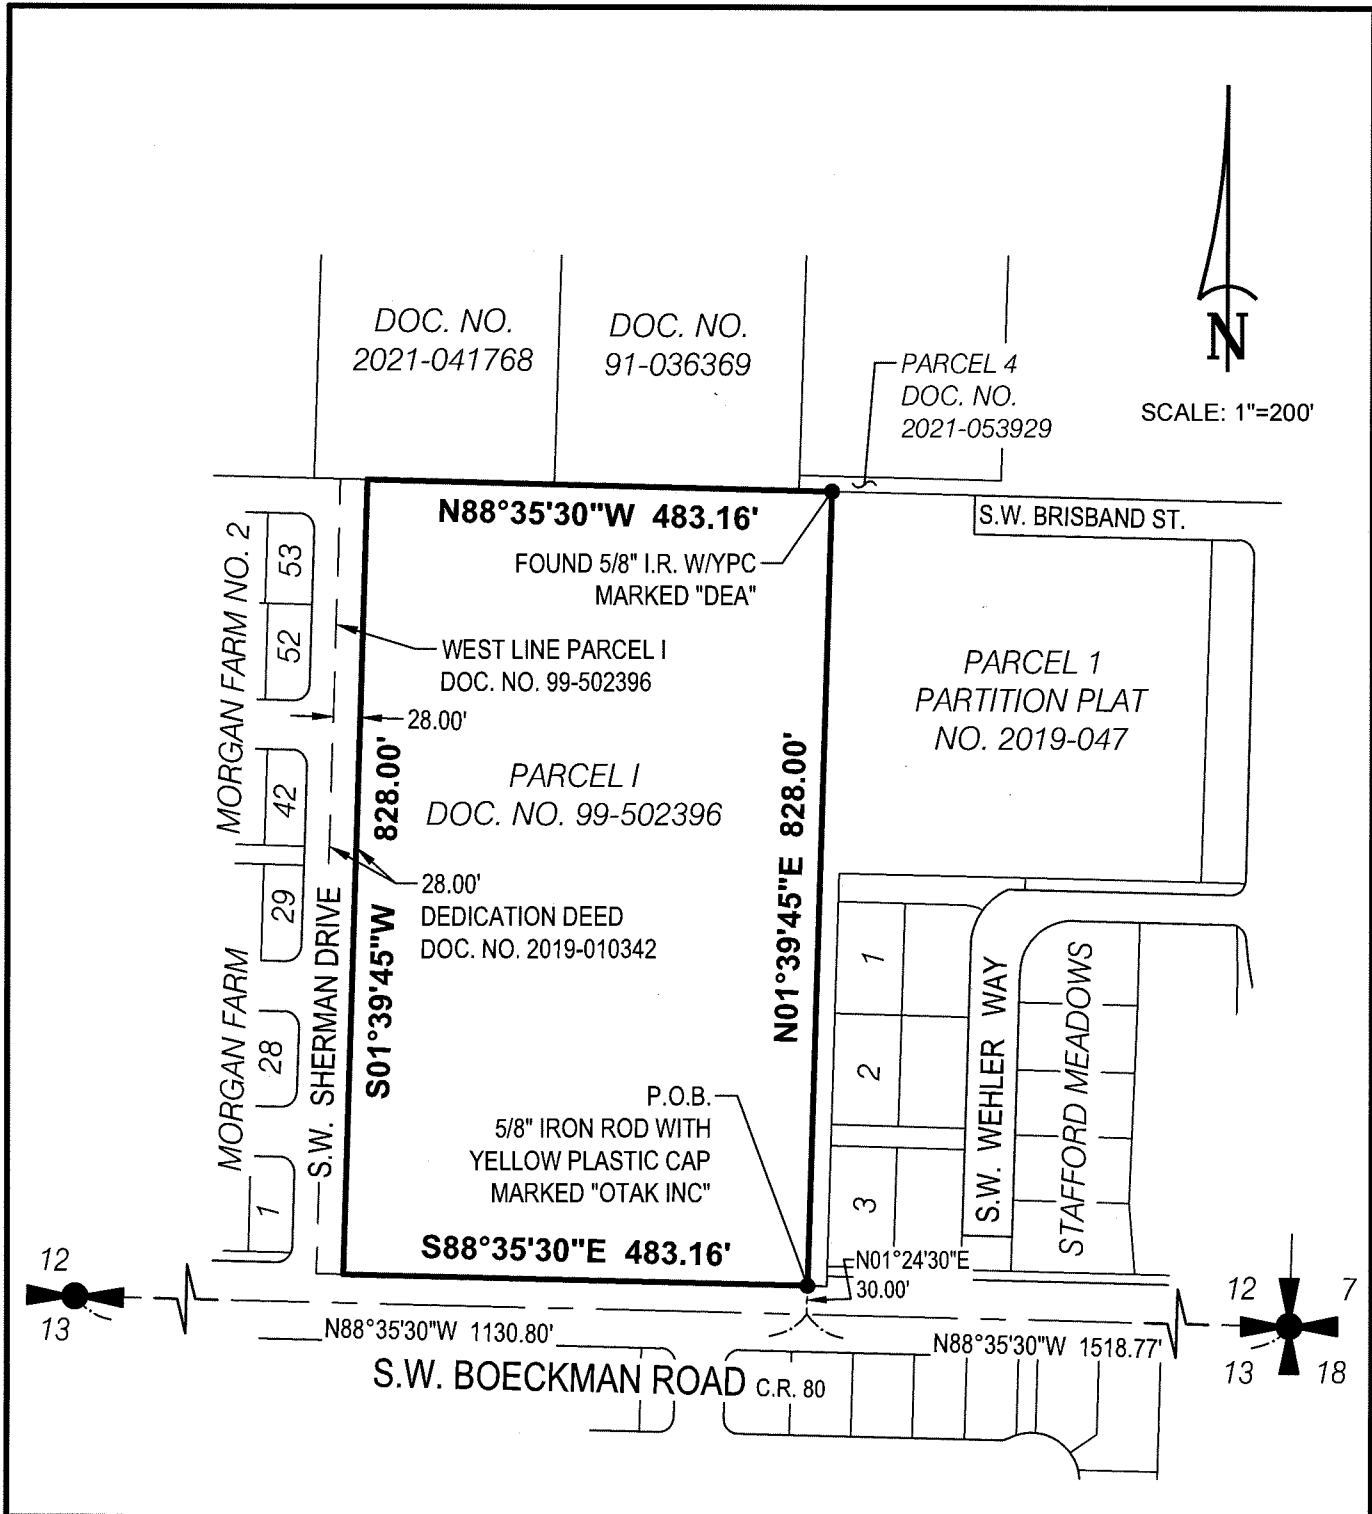 DOC. NO.
2021-041768
DOC. NO.
91-036369
PARCEL 4
DOC. NO.
2021-053929
N
SCALE: 1"=200'
N88°35'30"W 483.16'
S.W. BRISBAND ST.
FOUND 5/8" I.R. W/YPC
MARKED "DEA"
MORGAN FARM NO. 2
53
52
WEST LINE PARCEL I
DOC. NO. 99-502396
28.00'
PARCEL 1
PARTITION PLAT
NO. 2019-047
PARCEL I
DOC. NO. 99-502396
42
29
S01°39'45"W 828.00'
N01°39'45"E 828.00'
28.00'
DEDICATION DEED
DOC. NO. 2019-010342
MORGAN FARM
28
1
S.W. SHERMAN DRIVE
1
2
3
S.W. WEHLER WAY
STAFFORD MEADOWS
P.O.B.
5/8" IRON ROD WITH
YELLOW PLASTIC CAP
MARKED "OTAK INC"
S88°35'30"E 483.16'
N01°24'30"E
30.00'
12
13
12 7
13 18
N88°35'30"W 1130.80'
N88°35'30"W 1518.77'
S.W. BOECKMAN ROAD C.R. 80